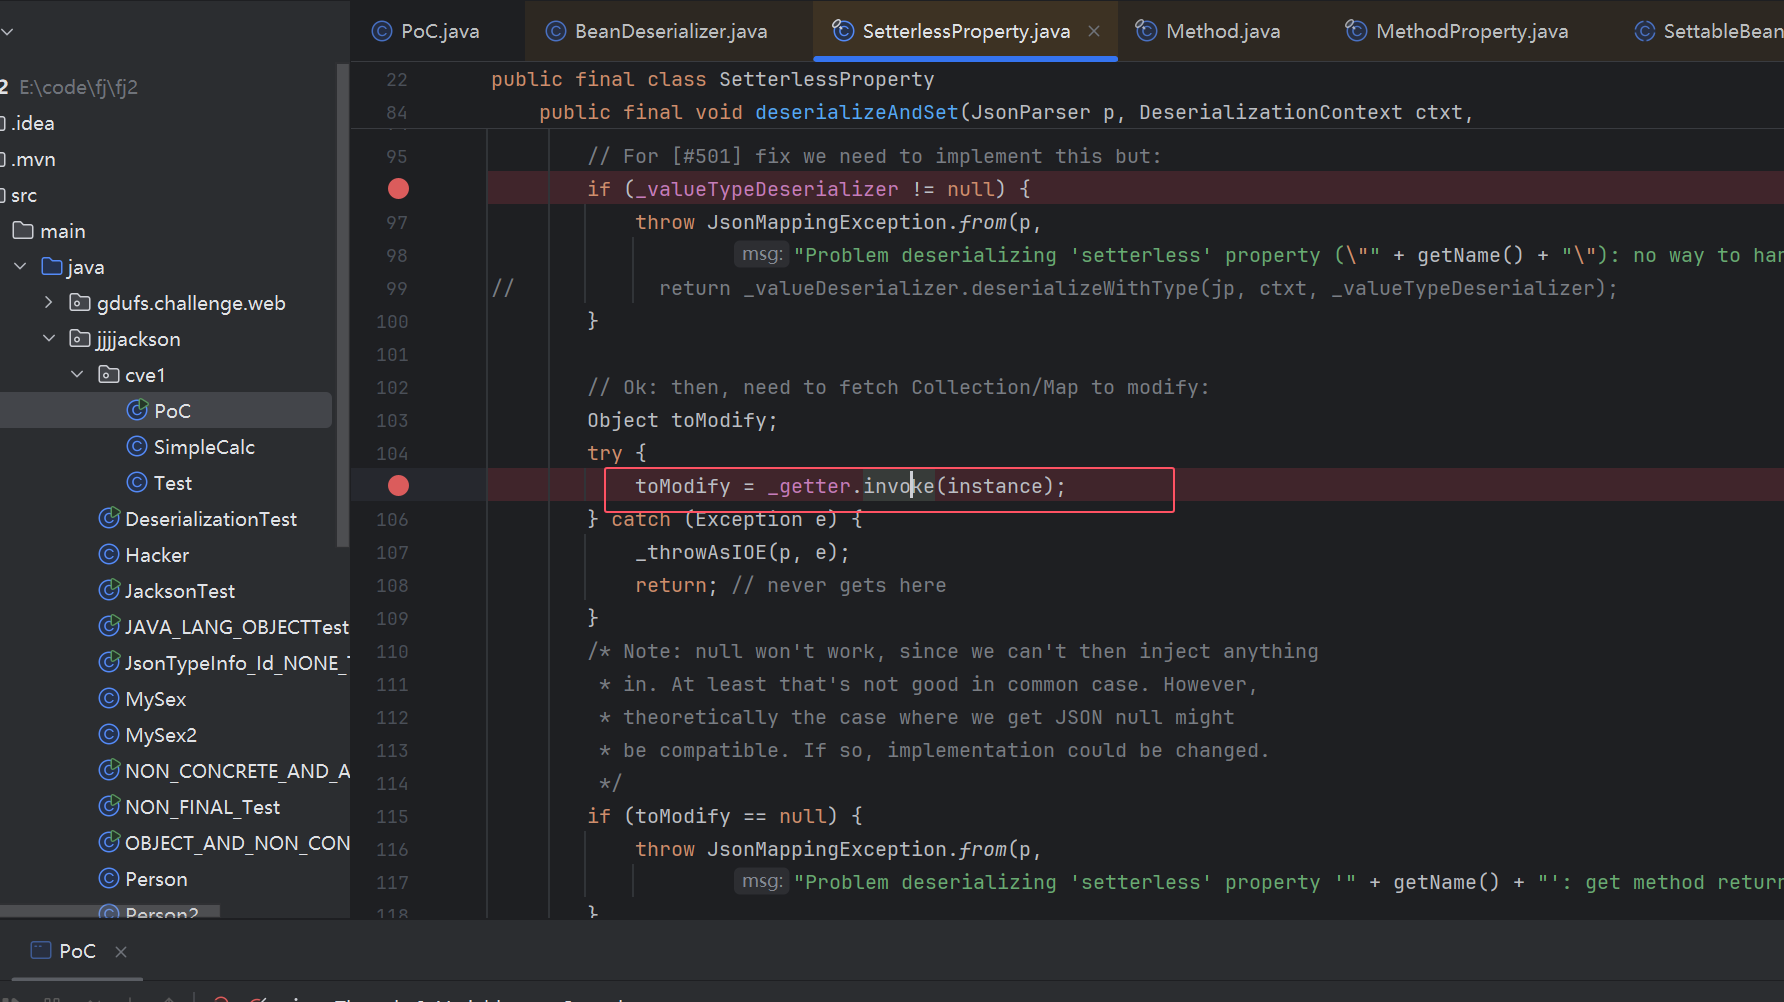 PoC.java
BeanDeserializer.java
SetterlessProperty.java
Method.java
MethodProperty.java
SettableBean
2 E:\code\fj\fj2
.idea
.mvn
src
main
java
gdufs.challenge.web
jjjjackson
cve1
PoC
SimpleCalc
Test
DeserializationTest
Hacker
JacksonTest
JAVA_LANG_OBJECTTest
JsonTypeInfo_Id_NONE_
MySex
MySex2
NON_CONCRETE_AND_A
NON_FINAL_Test
OBJECT_AND_NON_CON
Person
Person2
22 public final class SetterlessProperty
84 public final void deserializeAndSet(JsonParser p, DeserializationContext ctxt,
95 // For [#501] fix we need to implement this but:
if (_valueTypeDeserializer != null) {
97 throw JsonMappingException.from(p,
98 msg: "Problem deserializing 'setterless' property (\"" + getName() + "\"): no way to han
99 // return _valueDeserializer.deserializeWithType(jp, ctxt, _valueTypeDeserializer);
100 }
101
102 // Ok: then, need to fetch Collection/Map to modify:
103 Object toModify;
104 try {
toModify = _getter.invoke(instance);
106 } catch (Exception e) {
107 _throwAsIOE(p, e);
108 return; // never gets here
109 }
110 /* Note: null won't work, since we can't then inject anything
111 * in. At least that's not good in common case. However,
112 * theoretically the case where we get JSON null might
113 * be compatible. If so, implementation could be changed.
114 */
115 if (toModify == null) {
116 throw JsonMappingException.from(p,
117 msg: "Problem deserializing 'setterless' property '" + getName() + "': get method return
118 }
PoC